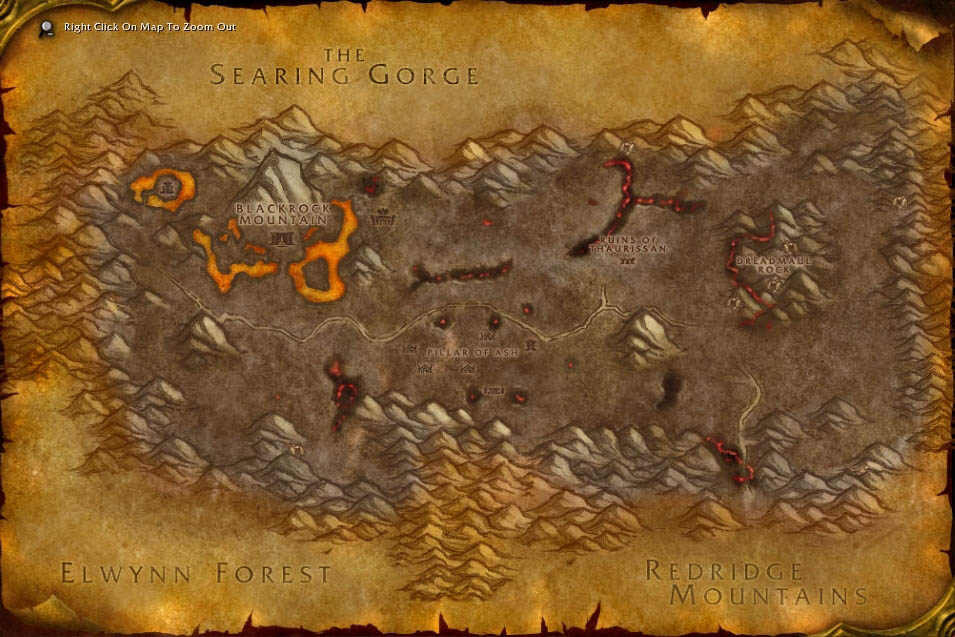 Right Click On Map To Zoom Out
THE
SEARING GORGE
BLACKROCK
MOUNTAIN
RUINS OF
THAURISSAN
DREADMAUL
ROCK
PILLAR OF ASH
ELWYNN FOREST
REDRIDGE
MOUNTAINS